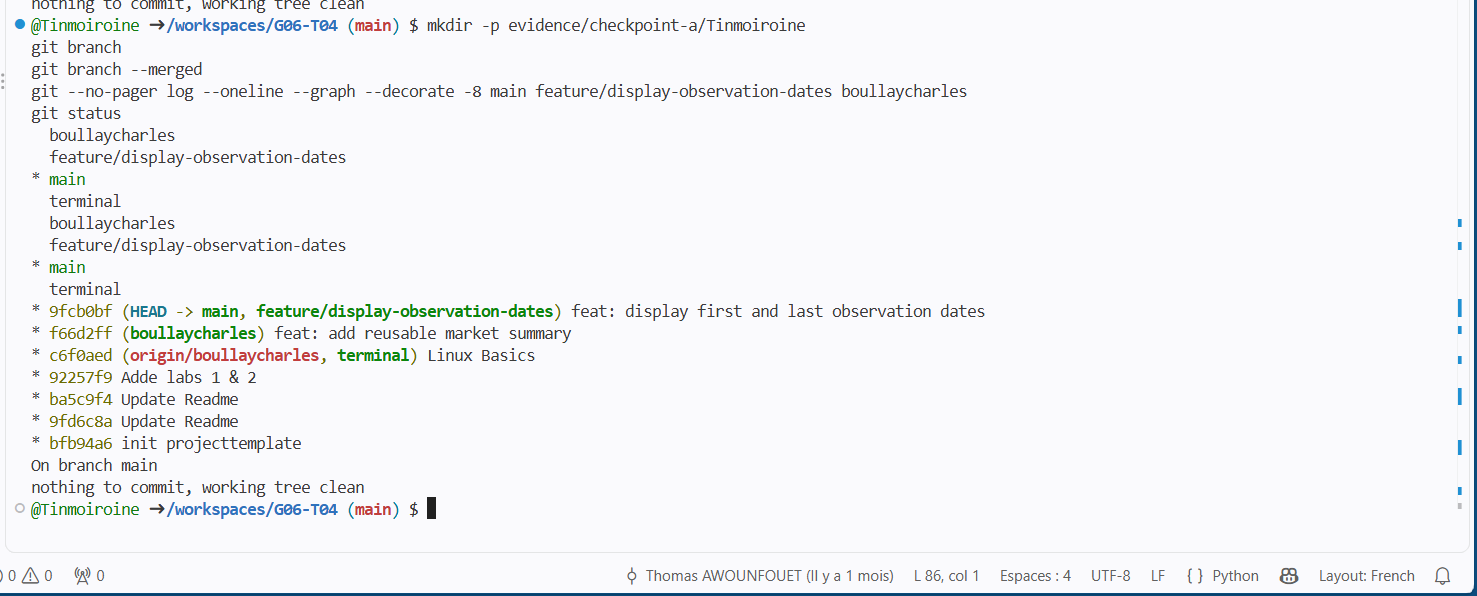 nothing to commit, working tree clean
@Tinmoiroine ➜/workspaces/G06-T04 (main) $ mkdir -p evidence/checkpoint-a/Tinmoiroine
git branch
git branch --merged
git --no-pager log --oneline --graph --decorate -8 main feature/display-observation-dates boullaycharles
git status
  boullaycharles
  feature/display-observation-dates
* main
  terminal
  boullaycharles
  feature/display-observation-dates
* main
  terminal
* 9fcb0bf (HEAD -> main, feature/display-observation-dates) feat: display first and last observation dates
* f66d2ff (boullaycharles) feat: add reusable market summary
* c6f0aed (origin/boullaycharles, terminal) Linux Basics
* 92257f9 Adde labs 1 & 2
* ba5c9f4 Update Readme
* 9fd6c8a Update Readme
* bfb94a6 init projecttemplate
On branch main
nothing to commit, working tree clean
@Tinmoiroine ➜/workspaces/G06-T04 (main) $
0 0 0 Thomas AWOUNFOUET (Il y a 1 mois) L 86, col 1 Espaces : 4 UTF-8 LF { } Python Layout: French